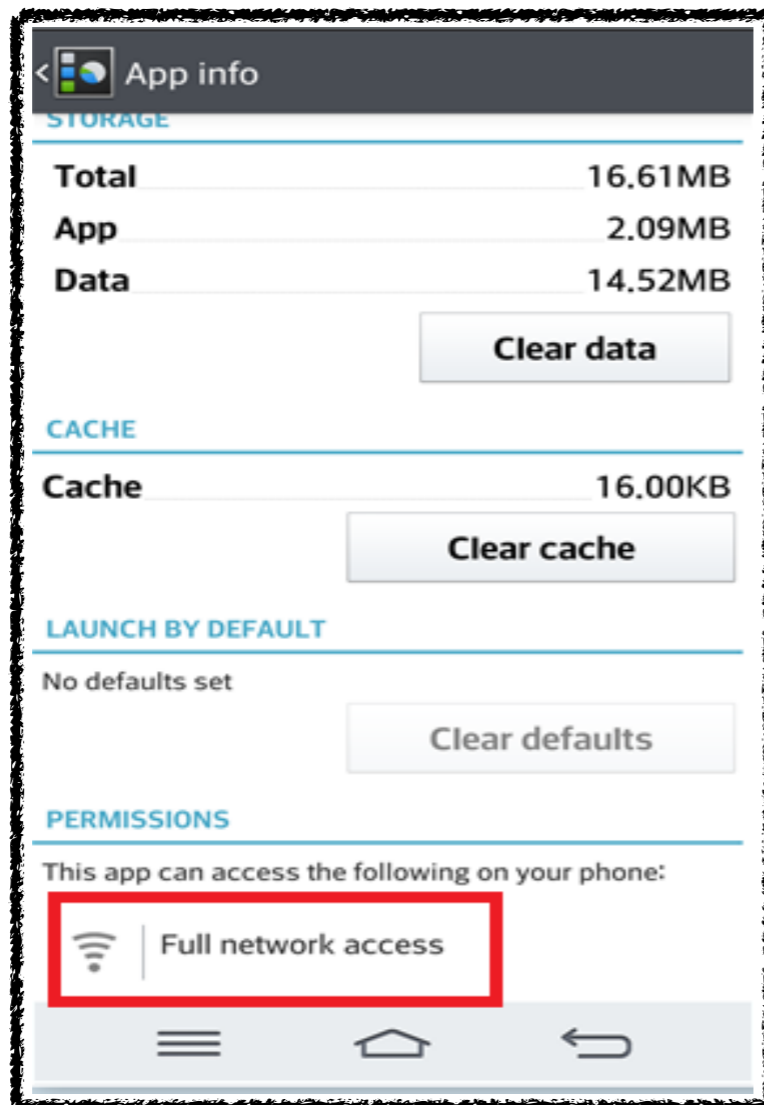 App info
STORAGE
Total 16.61MB
App 2.09MB
Data 14.52MB
Clear data
CACHE
Cache 16.00KB
Clear cache
LAUNCH BY DEFAULT
No defaults set
Clear defaults
PERMISSIONS
This app can access the following on your phone:
Full network access